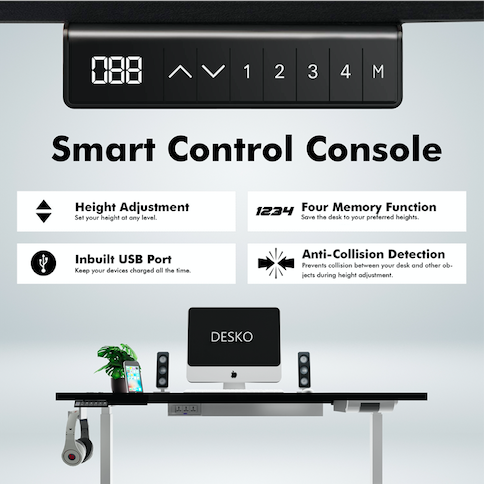 088 1 2 3 4 M
Smart Control Console
Height Adjustment
Set your height at any level.
1234 Four Memory Function
Save the desk to your preferred heights.
Inbuilt USB Port
Keep your devices charged all the time.
Anti-Collision Detection
Prevents collision between your desk and other ob-
jects during height adjustment.
DESKO